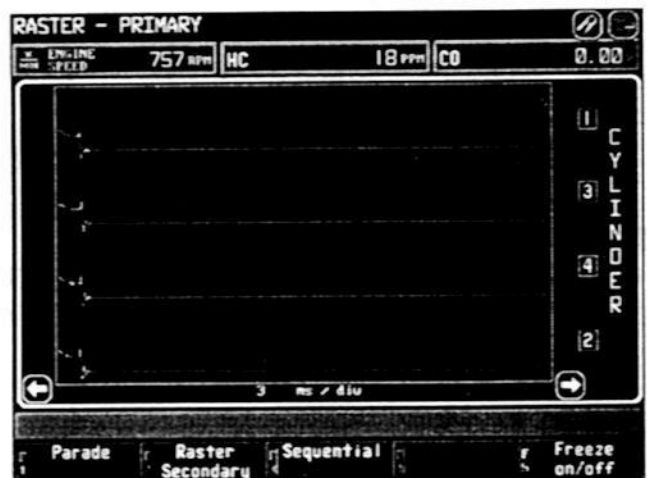 RASTER - PRIMARY
ENGINE SPEED 757 RPM HC 18 PPM CO 0.00
1
3
4
2
CYLINDER
3 ms / div
Parade
Raster Secondary
Sequential
Freeze on/off